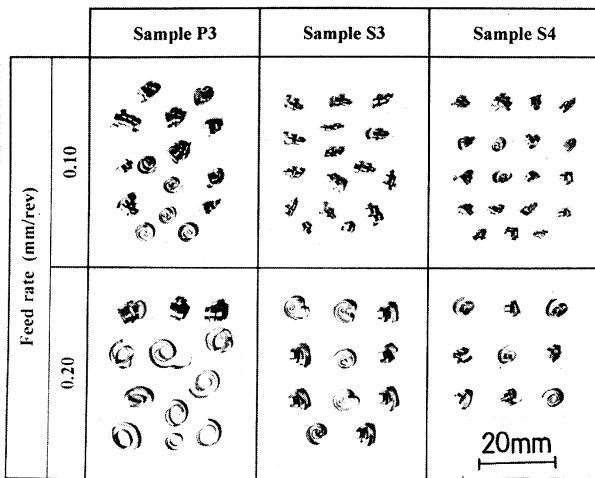 Sample P3
Sample S3
Sample S4
Feed rate (mm/rev)
0.10
0.20
20mm